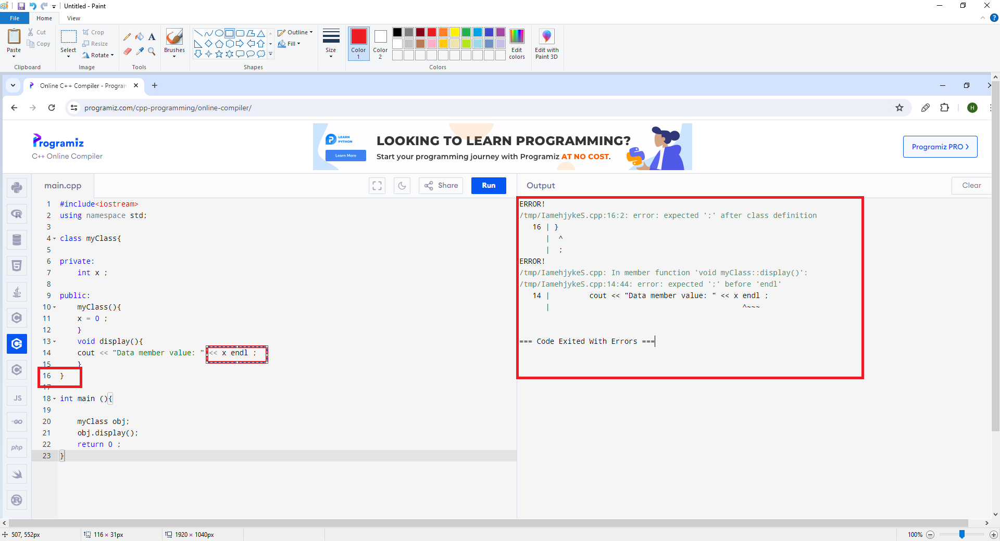 Untitled - Paint
File Home View
Paste
Cut
Copy
Clipboard
Select
Crop
Resize
Rotate
Image
A
Tools
Brushes
Outline
Fill
Shapes
Size
Color 1
Color 2
Edit colors
Colors
Edit with Paint 3D
Online C++ Compiler - Program
programiz.com/cpp-programming/online-compiler/
H
Programiz
C++ Online Compiler
LEARN PYTHON
Learn More
LOOKING TO LEARN PROGRAMMING?
Start your programming journey with Programiz AT NO COST.
Programiz PRO
main.cpp
Share
Run
Output
Clear
1 #include<iostream>
2 using namespace std;
3
4 class myClass{
5
6 private:
7 int x ;
8
9 public:
10 myClass(){
11 x = 0 ;
12 }
13 void display(){
14 cout << "Data member value: " << x endl ;
15 }
16 }
17
18 int main (){
19
20 myClass obj;
21 obj.display();
22 return 0 ;
23 }
JS
GO
php
ERROR!
/tmp/IamehjykeS.cpp:16:2: error: expected ';' after class definition
16 | }
| ^
| ;
ERROR!
/tmp/IamehjykeS.cpp: In member function 'void myClass::display()':
/tmp/IamehjykeS.cpp:14:44: error: expected ';' before 'endl'
14 | cout << "Data member value: " << x endl ;
| ^~~~
=== Code Exited With Errors ===
507, 552px
116 × 31px
1920 × 1040px
100%